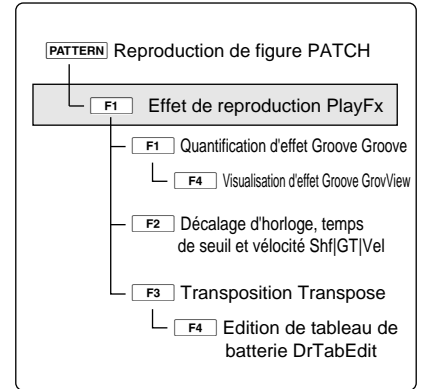 PATTERN Reproduction de figure PATCH
F1 Effet de reproduction PlayFx
F1 Quantification d'effet Groove Groove
F4 Visualisation d'effet Groove GrovView
F2 Décalage d'horloge, temps
de seuil et vélocité Shf|GT|Vel
F3 Transposition Transpose
F4 Edition de tableau de
batterie DrTabEdit